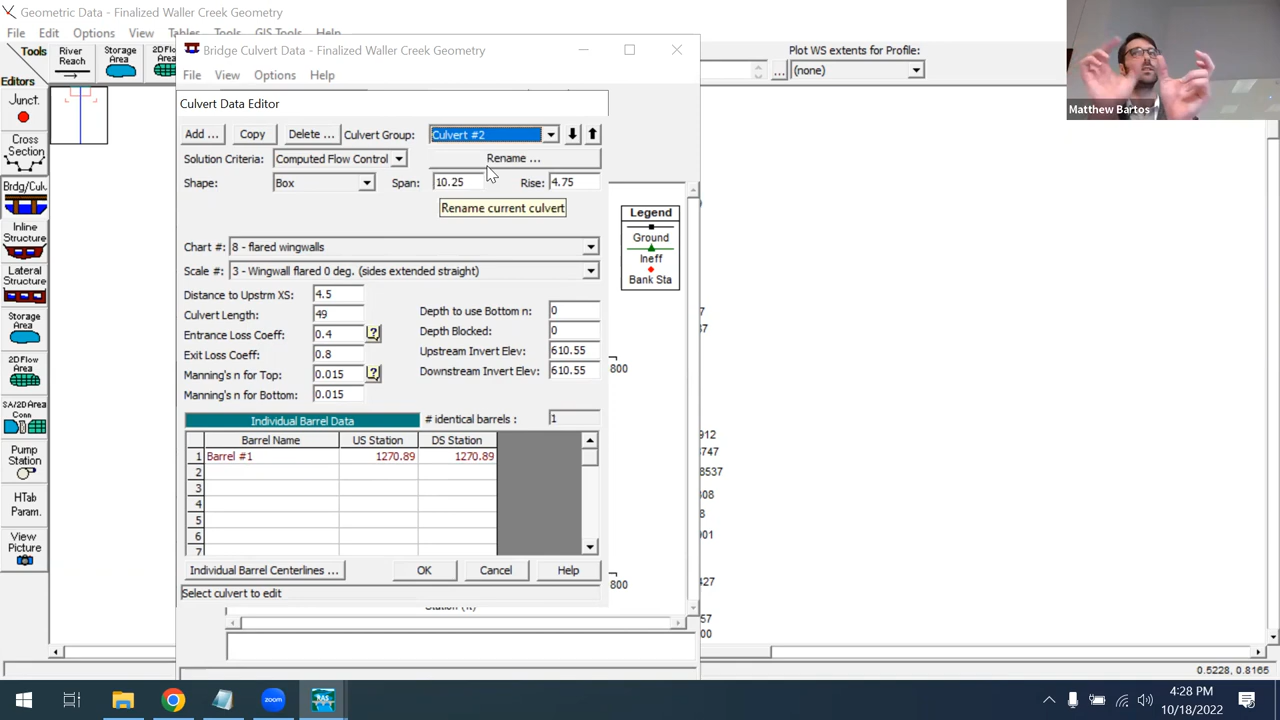 Geometric Data - Finalized Waller Creek Geometry
File Edit Options View Tables Tools GIS Tools Help
Tools
Editors
River
Reach
Storage
Area
2D Flow
Area
Plot WS extents for Profile:
(none)
...
Junct.
Cross
Section
Brdg/Culv
Inline
Structure
Lateral
Structure
Storage
Area
2D Flow
Area
SA/2D Area
Conn
Pump
Station
HTab
Param.
View
Picture
Bridge Culvert Data - Finalized Waller Creek Geometry
File View Options Help
Culvert Data Editor
Add ... Copy Delete ... Culvert Group: Culvert #2
Solution Criteria: Computed Flow Control Rename ...
Shape: Box Span: 10.25 Rise: 4.75
Rename current culvert
Chart #: 8 - flared wingwalls
Scale #: 3 - Wingwall flared 0 deg. (sides extended straight)
Distance to Upstrm XS: 4.5
Culvert Length: 49
Entrance Loss Coeff: 0.4
Exit Loss Coeff: 0.8
Manning's n for Top: 0.015
Manning's n for Bottom: 0.015
Depth to use Bottom n: 0
Depth Blocked: 0
Upstream Invert Elev: 610.55
Downstream Invert Elev: 610.55
Individual Barrel Data # identical barrels : 1
Barrel Name US Station DS Station
1 Barrel #1 1270.89 1270.89
2
3
4
5
6
7
Individual Barrel Centerlines ... OK Cancel Help
Select culvert to edit
Legend
Ground
Ineff
Bank Sta
800
912
8537
808
901
427
800
0.5228, 0.8165
Matthew Bartos
zoom
RAS
4:28 PM
10/18/2022